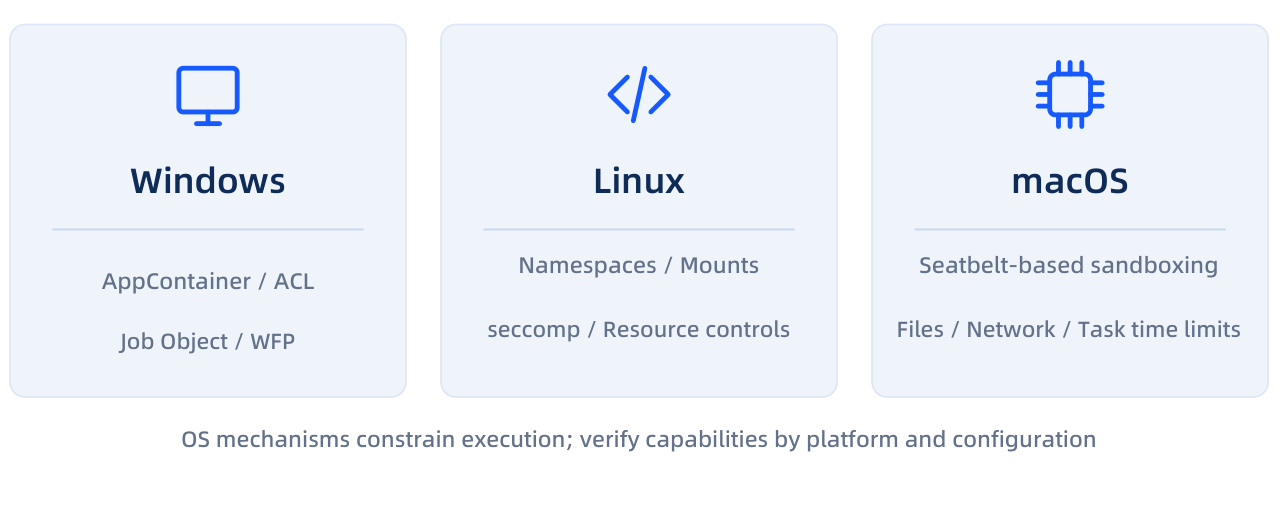 Windows
AppContainer / ACL
Job Object / WFP
Linux
Namespaces / Mounts
seccomp / Resource controls
macOS
Seatbelt-based sandboxing
Files / Network / Task time limits
OS mechanisms constrain execution; verify capabilities by platform and configuration